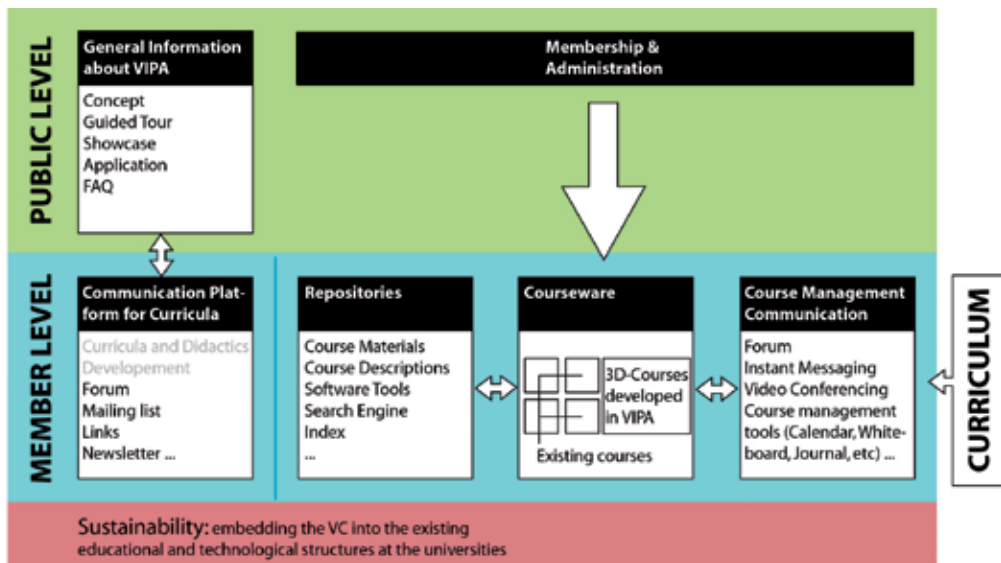 PUBLIC LEVEL
General Information
about VIPA
Concept
Guided Tour
Showcase
Application
FAQ
Membership &
Administration
MEMBER LEVEL
Communication Plat-
form for Curricula
Curricula and Didactics
Developement
Forum
Mailing list
Links
Newsletter ...
Repositories
Course Materials
Course Descriptions
Software Tools
Search Engine
Index
...
Courseware
3D-Courses
developed
in VIPA
Existing courses
Course Management
Communication
Forum
Instant Messaging
Video Conferencing
Course management
tools (Calendar, White-
board, Journal, etc) ...
CURRICULUM
Sustainability: embedding the VC into the existing
educational and technological structures at the universities